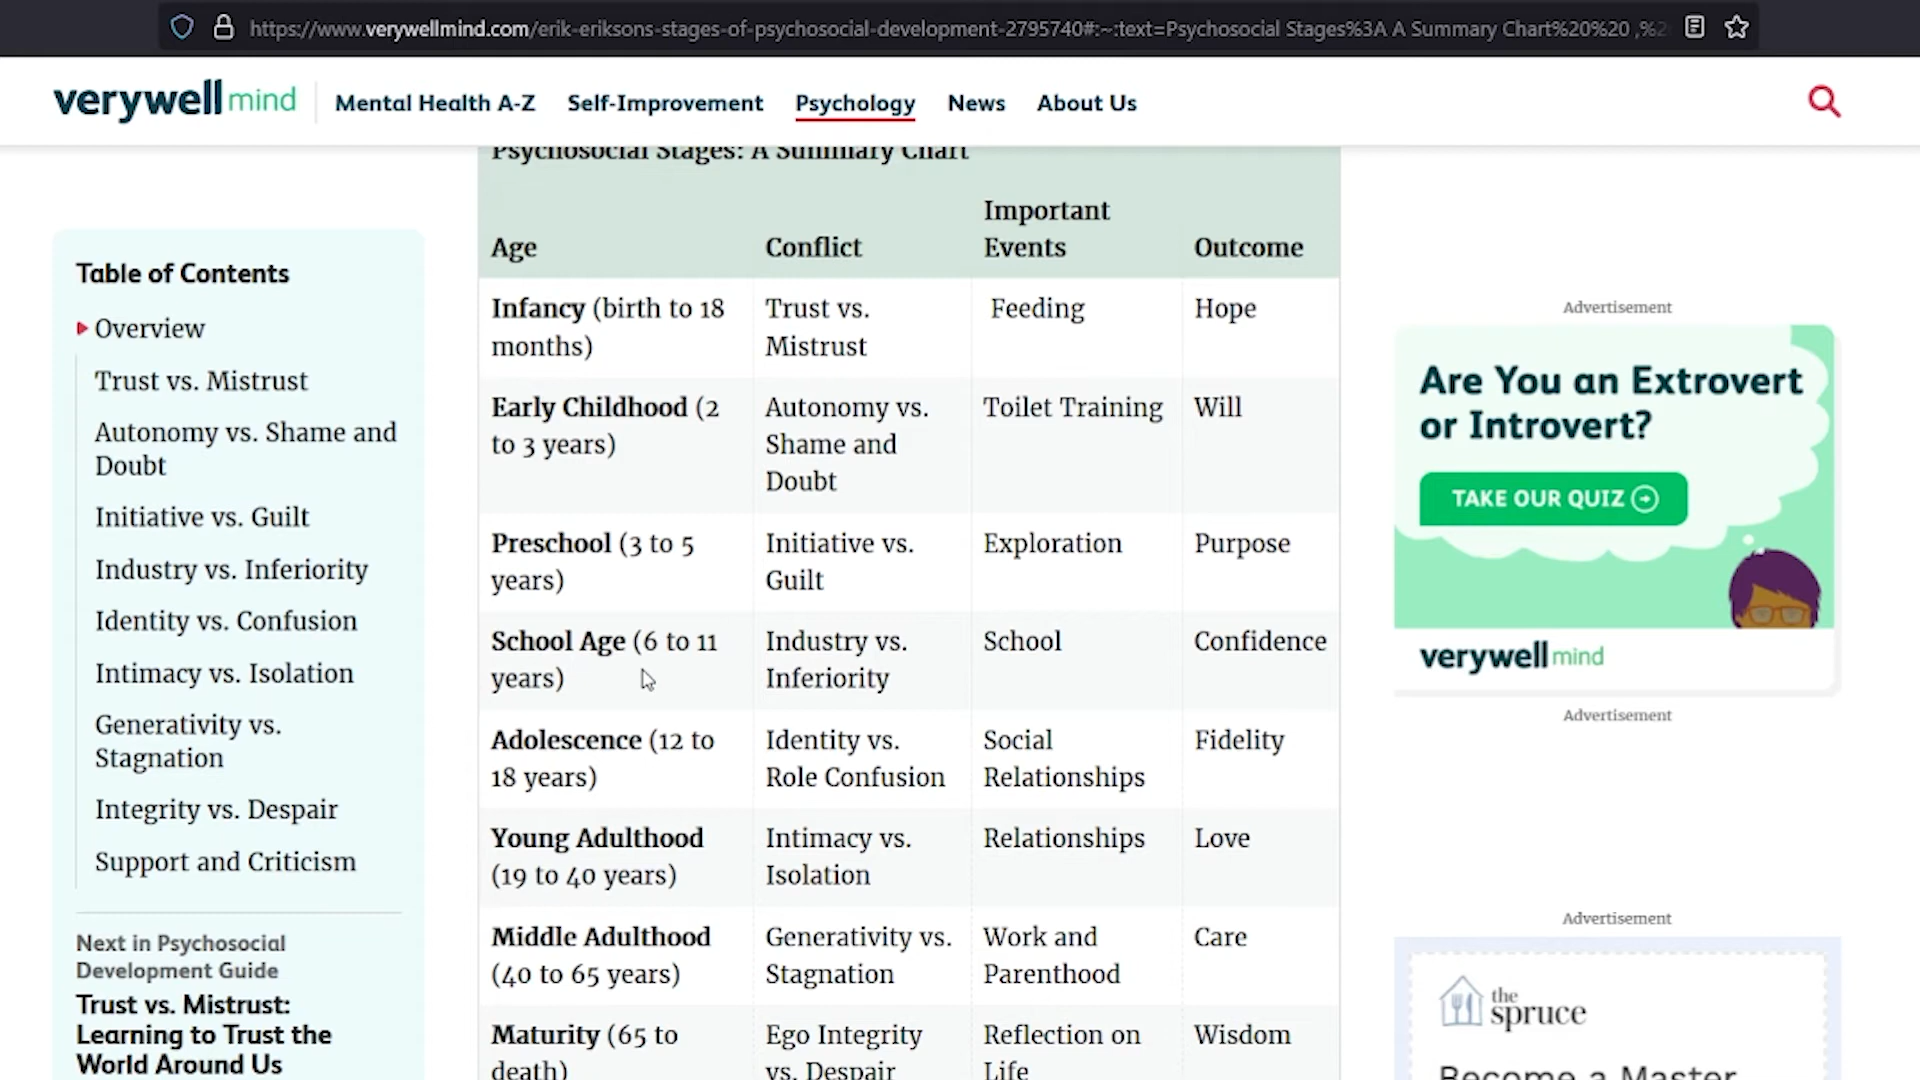 https://www.verywellmind.com/erik-eriksons-stages-of-psychosocial-development-2795740#:~:text=Psychosocial Stages%3A A Summary Chart%20%20 ,%2
verywell mind
Mental Health A-Z
Self-Improvement
Psychology
News
About Us
Table of Contents
Overview
Trust vs. Mistrust
Autonomy vs. Shame and
Doubt
Initiative vs. Guilt
Industry vs. Inferiority
Identity vs. Confusion
Intimacy vs. Isolation
Generativity vs.
Stagnation
Integrity vs. Despair
Support and Criticism
Next in Psychosocial
Development Guide
Trust vs. Mistrust:
Learning to Trust the
World Around Us
Psychosocial Stages: A Summary Chart
Age
Conflict
Important
Events
Outcome
Infancy (birth to 18
months)
Trust vs.
Mistrust
Feeding
Hope
Early Childhood (2
to 3 years)
Autonomy vs.
Shame and
Doubt
Toilet Training
Will
Preschool (3 to 5
years)
Initiative vs.
Guilt
Exploration
Purpose
School Age (6 to 11
years)
Industry vs.
Inferiority
School
Confidence
Adolescence (12 to
18 years)
Identity vs.
Role Confusion
Social
Relationships
Fidelity
Young Adulthood
(19 to 40 years)
Intimacy vs.
Isolation
Relationships
Love
Middle Adulthood
(40 to 65 years)
Generativity vs.
Stagnation
Work and
Parenthood
Care
Maturity (65 to
death)
Ego Integrity
vs. Despair
Reflection on
Life
Wisdom
Advertisement
Are You an Extrovert
or Introvert?
TAKE OUR QUIZ
verywell mind
Advertisement
Advertisement
the
spruce
Become a Master